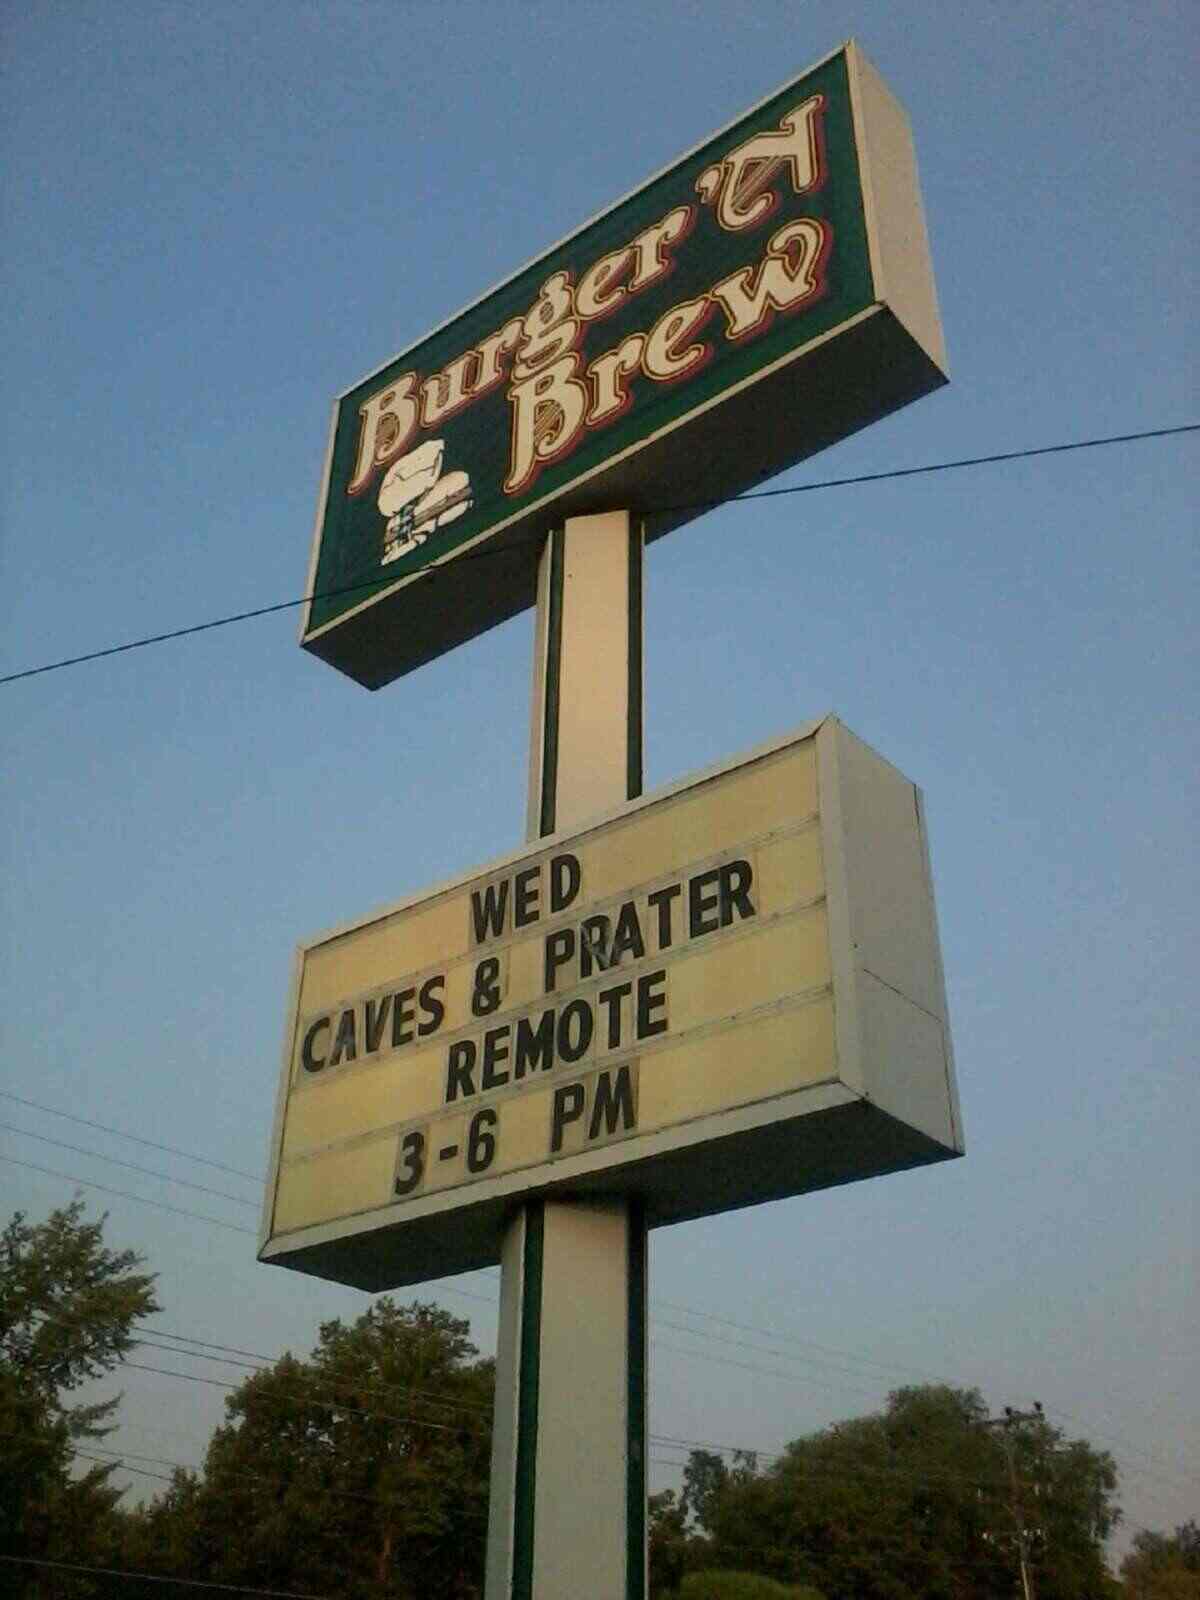 Burger 'N
Brew
WED
CAVES & PRATER
REMOTE
3-6 PM